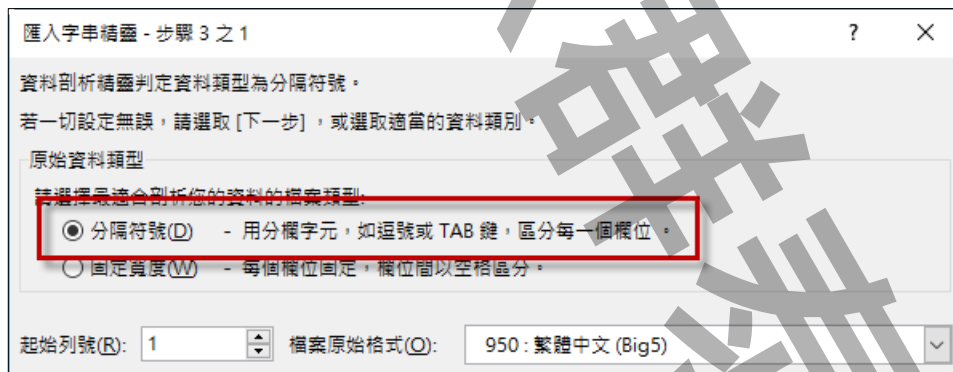 匯入字串精靈 - 步驟 3 之 1
? ×
資料剖析精靈判定資料類型為分隔符號。
若一切設定無誤，請選取 [下一步] ，或選取適當的資料類別。
原始資料類型
請選擇最適合剖析您的資料的檔案類型:
分隔符號(D) - 用分欄字元，如逗號或 TAB 鍵，區分每一個欄位。
固定寬度(W) - 每個欄位固定，欄位間以空格區分。
起始列號(R): 1 檔案原始格式(O): 950 : 繁體中文 (Big5)